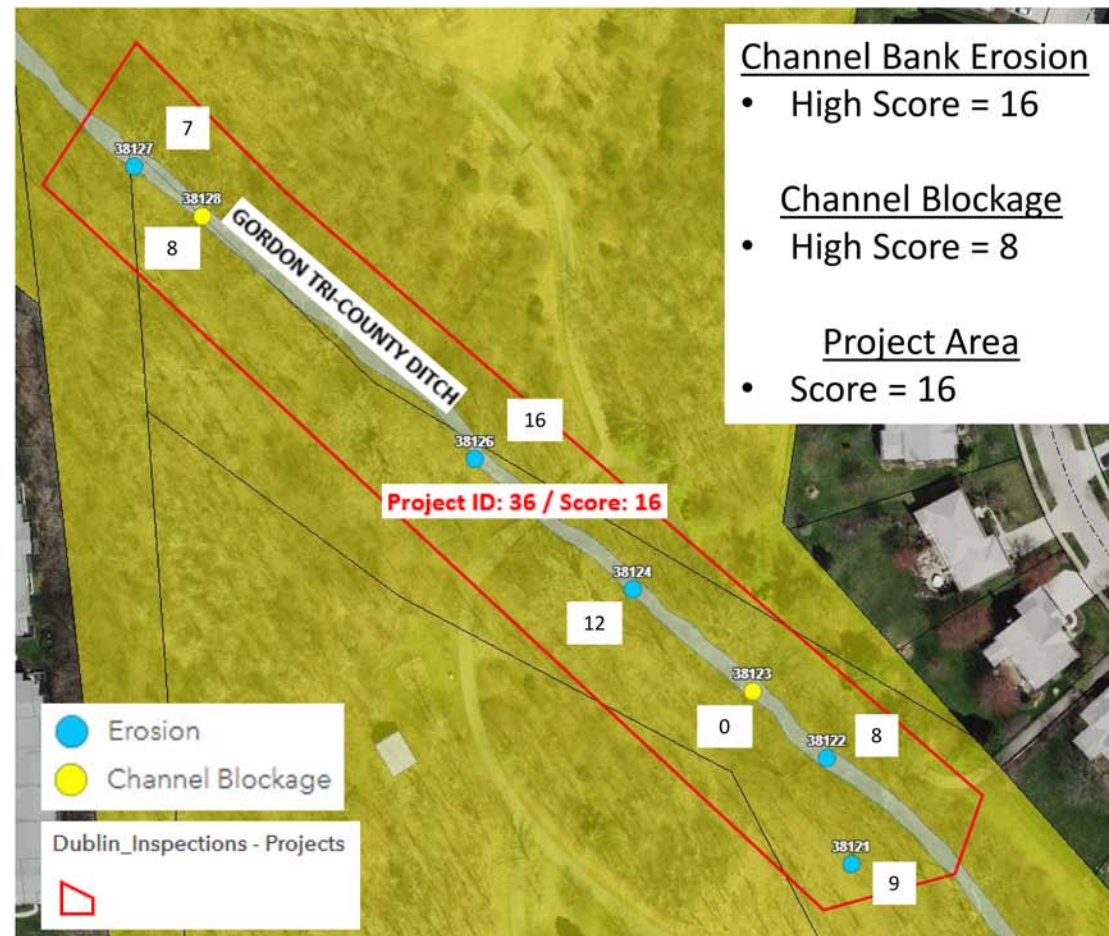 Channel Bank Erosion
• High Score = 16
Channel Blockage
• High Score = 8
Project Area
• Score = 16
7
38127
38128
8
GORDON TRI-COUNTY DITCH
16
38126
Project ID: 36 / Score: 16
38124
12
38123
0
38122
8
38121
9
Erosion
Channel Blockage
Dublin_Inspections - Projects